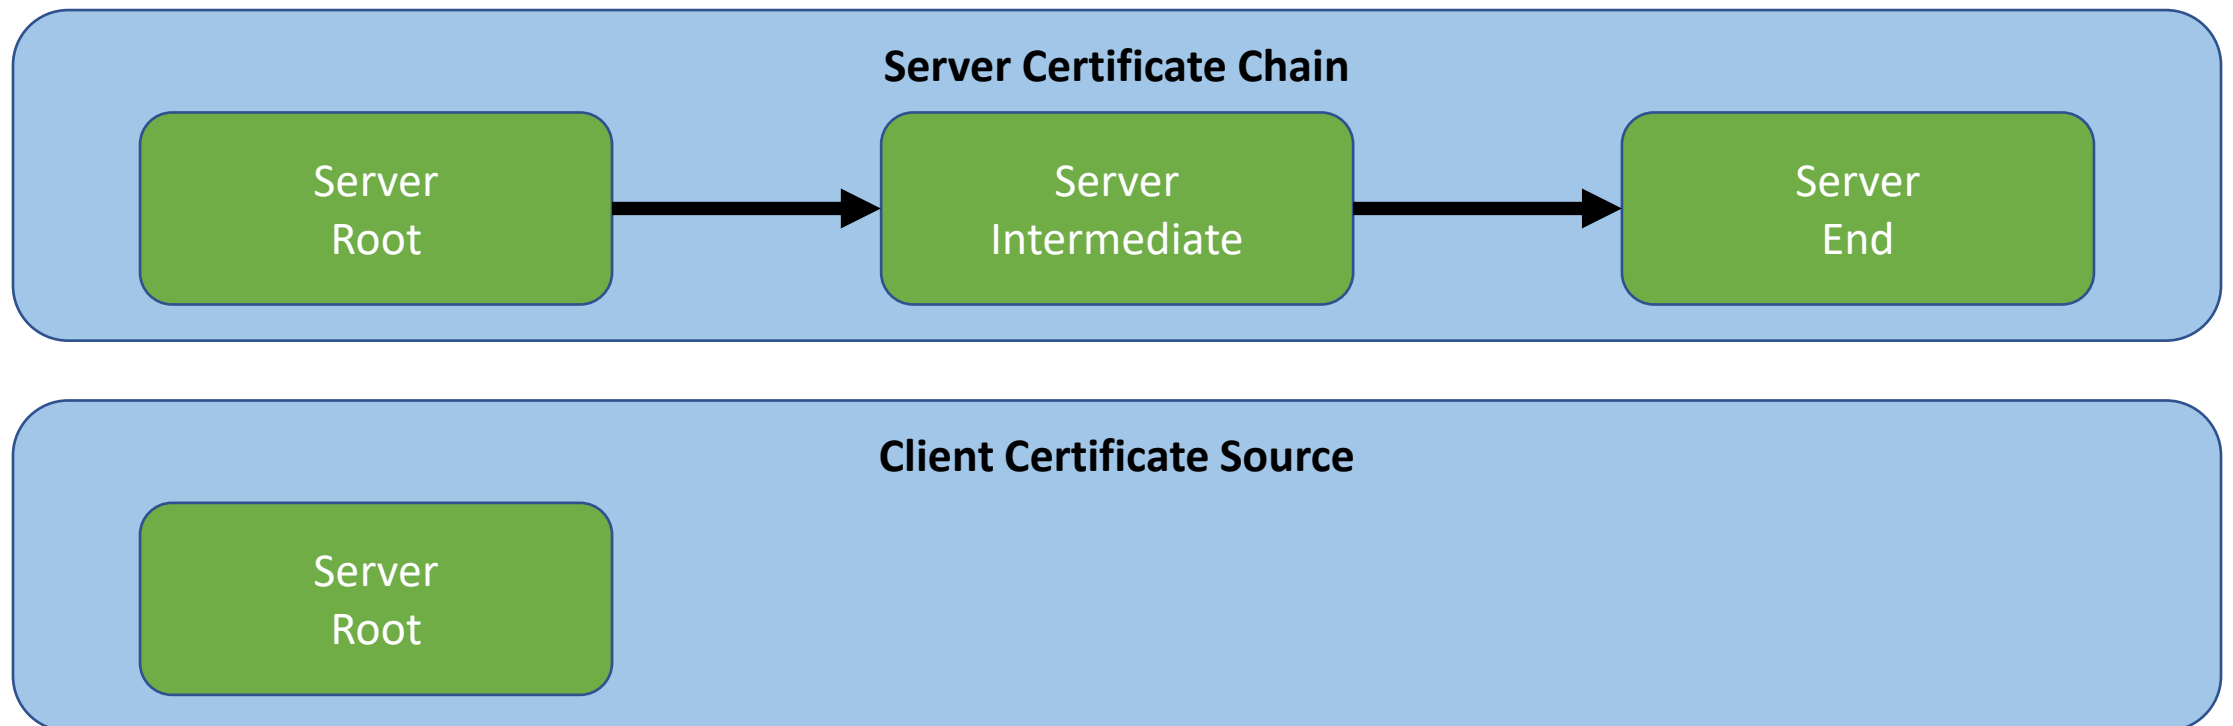 Server Certificate Chain
Server
Root
Server
Intermediate
Server
End
Client Certificate Source
Server
Root